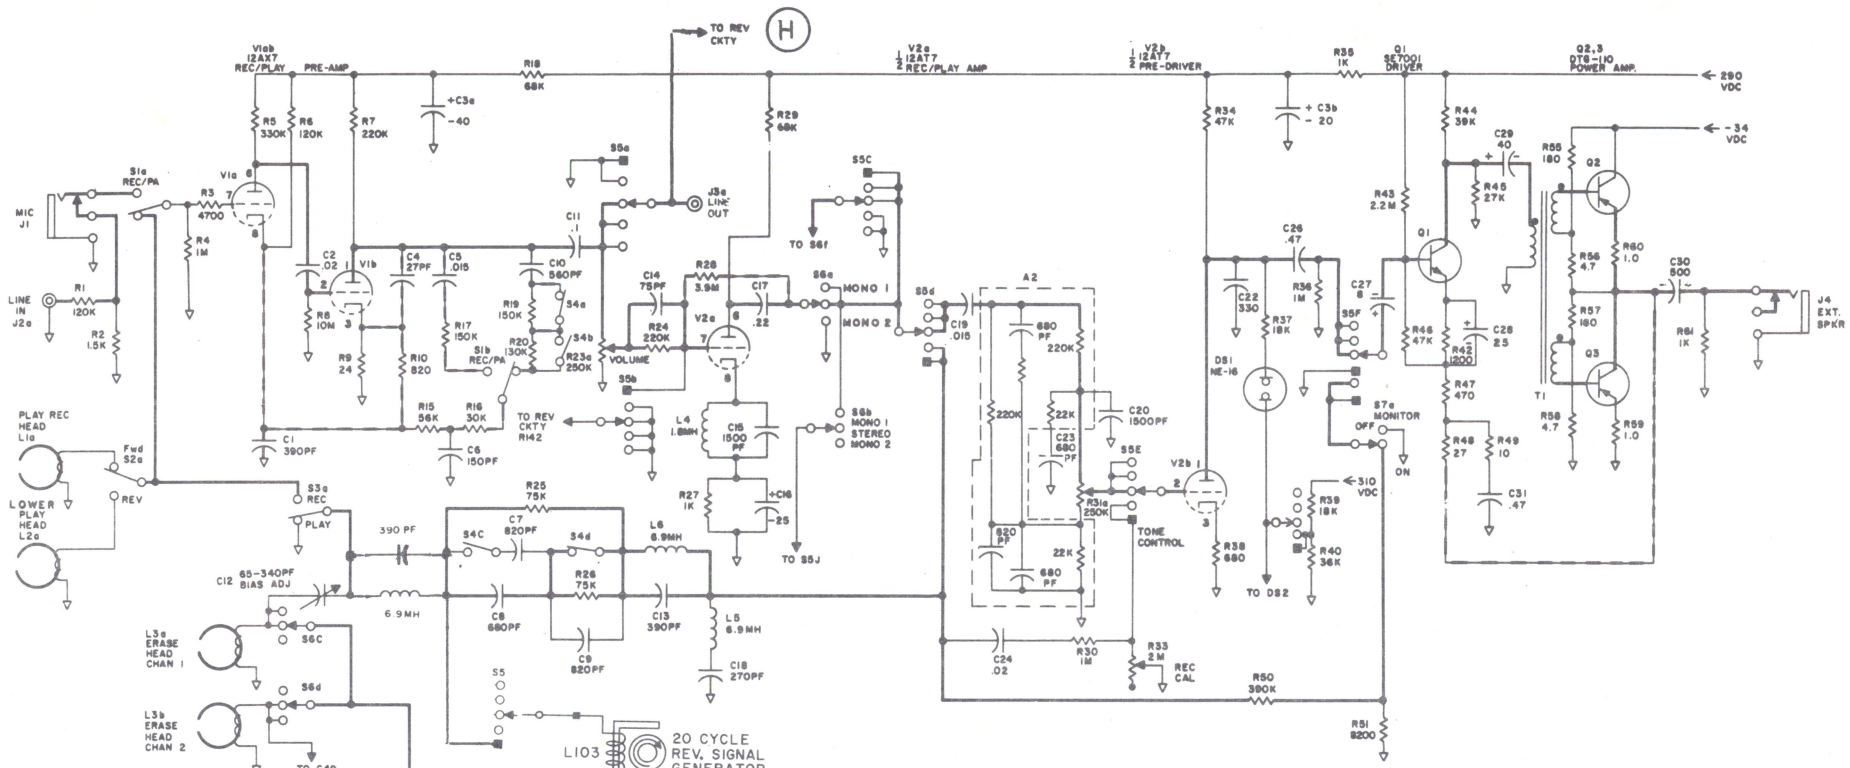 TO REV
CKTY
H
V1ab
12AX7
REC/PLAY PRE-AMP
R18
68K
V2a
1/2 12AT7
REC/PLAY AMP
V2b
1/2 12AT7
PRE-DRIVER
R35
1K
Q1
SE7001
DRIVER
Q2,3
DTG-110
POWER AMP.
290
VDC
R5
330K
R6
120K
R7
220K
+C3a
-40
R29
68K
R34
47K
+ C3b
- 20
R44
39K
C29
40
-34
VDC
R55
180
Q2
S5a
S5C
S1a
REC/PA
V1a
6
7
8
R3
4700
MIC
J1
R4
1M
J3a
LINE
OUT
C11
.1
TO S6f
R43
2.2M
R45
27K
Q1
C26
.47
C2
.02
V1b
1
2
3
C4
27PF
C5
.015
C10
560PF
R28
3.9M
C14
75PF
C17
.22
S6a
MONO 1
MONO 2
S5d
A2
C22
330
R36
1M
C27
8
S5F
R60
1.0
R56
4.7
C30
500
J4
EXT.
SPKR
LINE
IN
J2a
R1
120K
R2
1.5K
R8
10M
R9
24
R10
820
R17
150K
R19
150K
S4a
R20
130K
S4b
R23a
250K
VOLUME
R24
220K
V2a
6
7
8
C19
.015
680
PF
220K
R37
18K
R46
47K
R42
1200
C28
25
R57
180
R61
1K
Q3
S1b
REC/PA
S5b
DS1
NE-16
R47
470
T1
S7a
MONITOR
OFF
ON
PLAY REC
HEAD
L1a
R15
56K
R16
30K
TO REV
CKTY
R142
L4
1.8MH
C15
1500
PF
S6b
MONO 1
STEREO
MONO 2
220K
22K
C20
1500PF
C23
680
PF
S5E
R48
27
R49
10
R58
4.7
R59
1.0
C1
390PF
C6
150PF
Fwd
S2a
REV
LOWER
PLAY
HEAD
L2a
S3a
REC
PLAY
R25
75K
R27
1K
+C16
-25
R31a
250K
V2b
1
2
3
TONE
CONTROL
310
VDC
R39
18K
R40
36K
C31
.47
390 PF
S4C
C7
820PF
S4d
L6
6.9MH
TO S5J
820
PF
680
PF
22K
R38
680
TO DS2
C12
65-340PF
BIAS ADJ
R26
75K
6.9MH
C8
680PF
C13
390PF
L5
6.9MH
L3a
ERASE
HEAD
CHAN 1
S6C
C9
820PF
C18
270PF
C24
.02
R30
1M
R33
2M
REC
CAL
S6d
S5
R50
390K
L3b
ERASE
HEAD
CHAN 2
R51
8200
L103
20 CYCLE
REV. SIGNAL
GENERATOR